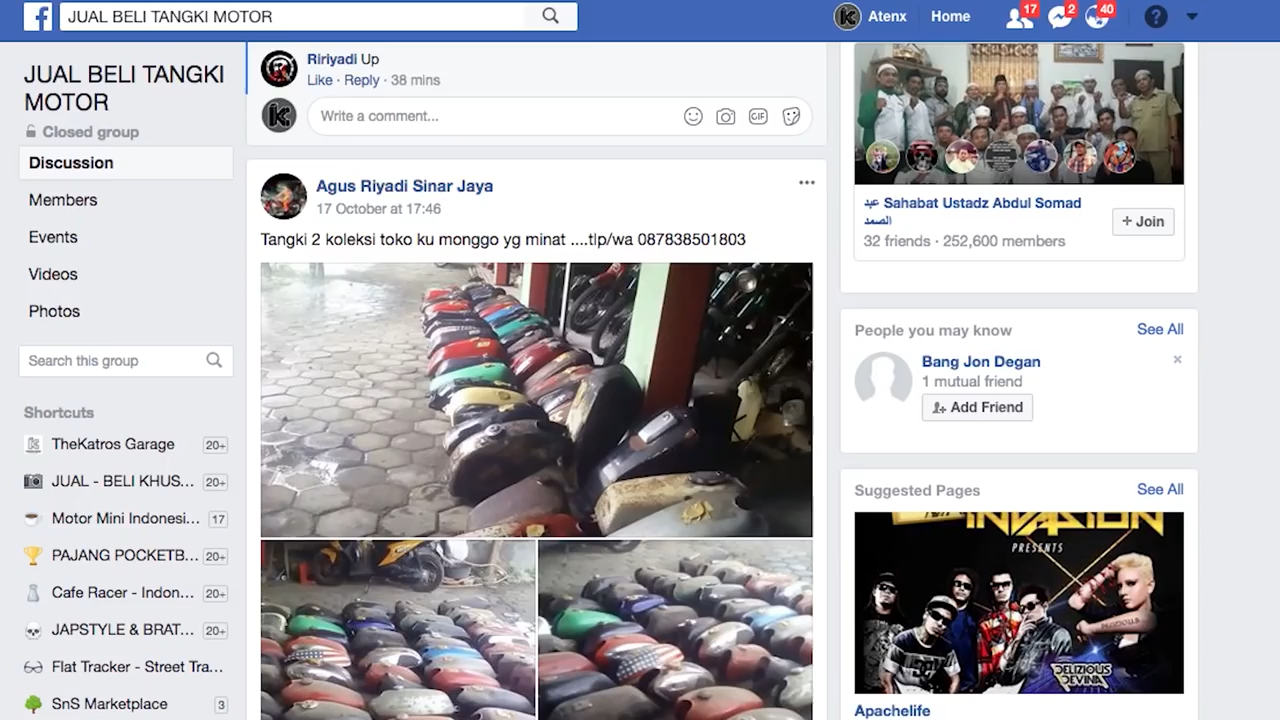 JUAL BELI TANGKI MOTOR
Atenx
Home
17
2
40
JUAL BELI TANGKI
MOTOR
Closed group
Discussion
Members
Events
Videos
Photos
Search this group
Shortcuts
TheKatros Garage 20+
JUAL - BELI KHUS... 20+
Motor Mini Indonesi... 17
PAJANG POCKETB... 20+
Cafe Racer - Indon... 20+
JAPSTYLE & BRAT... 20+
Flat Tracker - Street Tra...
SnS Marketplace 3
Ririyadi Up
Like · Reply · 38 mins
Write a comment...
GIF
Agus Riyadi Sinar Jaya
17 October at 17:46
Tangki 2 koleksi toko ku monggo yg minat ....tlp/wa 087838501803
عبد Sahabat Ustadz Abdul Somad
الصمد
32 friends · 252,600 members
+ Join
People you may know
See All
Bang Jon Degan
1 mutual friend
Add Friend
Suggested Pages
See All
INVASION
PRESENTS
DELIZIOUS
DEVINA
Apachelife